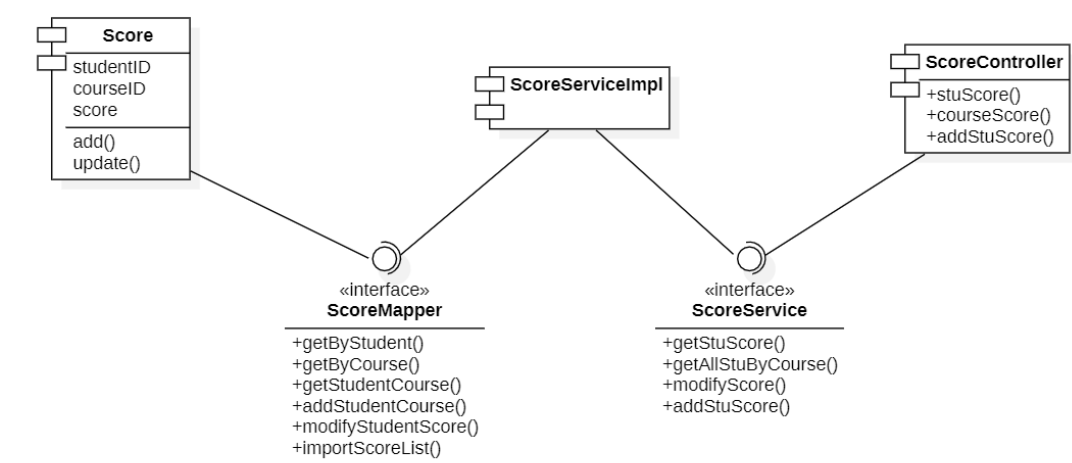 Score
studentID
courseID
score
add()
update()
ScoreServiceImpl
ScoreController
+stuScore()
+courseScore()
+addStuScore()
«interface»
ScoreMapper
+getByStudent()
+getByCourse()
+getStudentCourse()
+addStudentCourse()
+modifyStudentScore()
+importScoreList()
«interface»
ScoreService
+getStuScore()
+getAllStuByCourse()
+modifyScore()
+addStuScore()